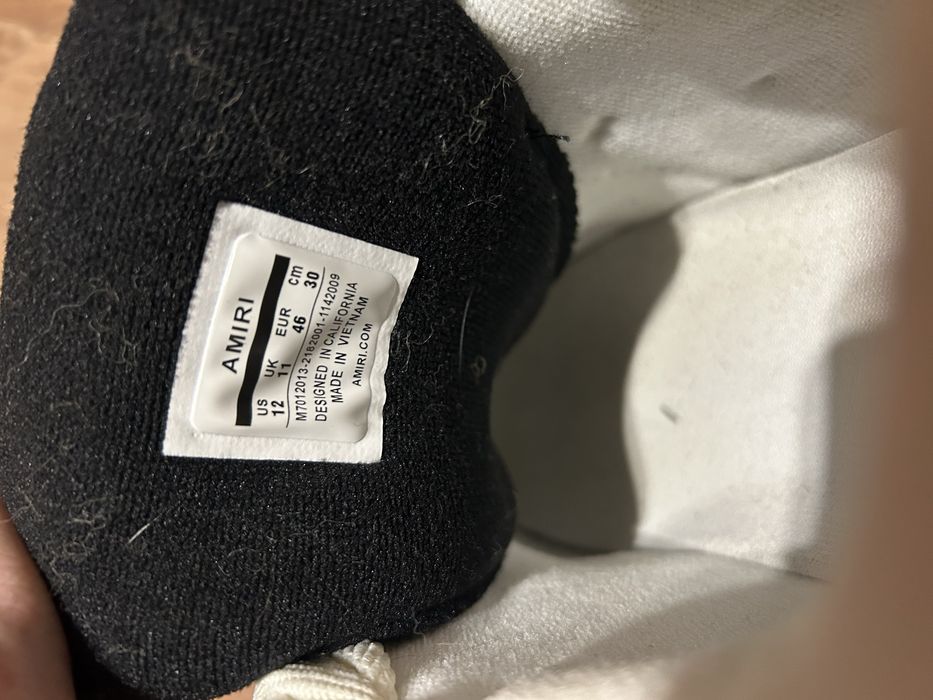 AMIRI
US UK EUR cm
12 11 46 30
M7012013-2182001-1142009
DESIGNED IN CALIFORNIA
MADE IN VIETNAM
AMIRI.COM